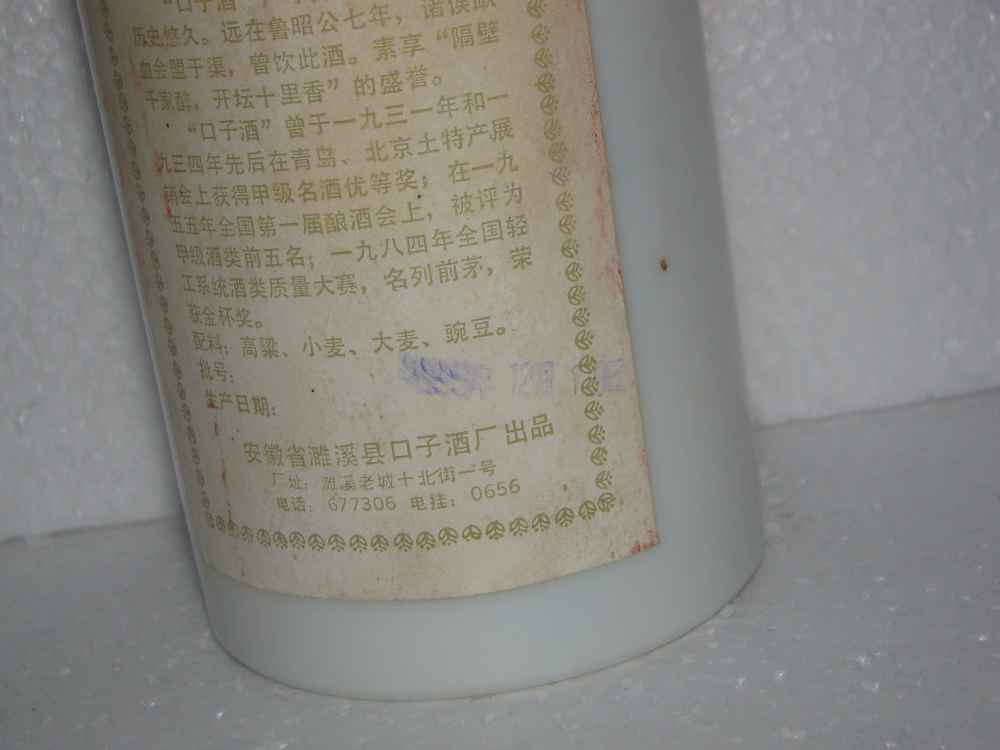 “口子酒”
历史悠久。远在鲁昭公七年，诸侯歃
血会盟于渠，曾饮此酒。素享“隔壁
千家醉，开坛十里香”的盛誉。
“口子酒”曾于一九三一年和一
九三四年先后在青岛、北京土特产展
销会上获得甲级名酒优等奖；在一九
五五年全国第一届酿酒会上，被评为
甲级酒类前五名；一九八四年全国轻
工系统酒类质量大赛，名列前茅，荣
获金杯奖。
配料：高粱、小麦、大麦、豌豆。
批号：
生产日期：
安徽省濉溪县口子酒厂出品
厂址：濉溪老城十北街一号
电话：677306 电挂：0656